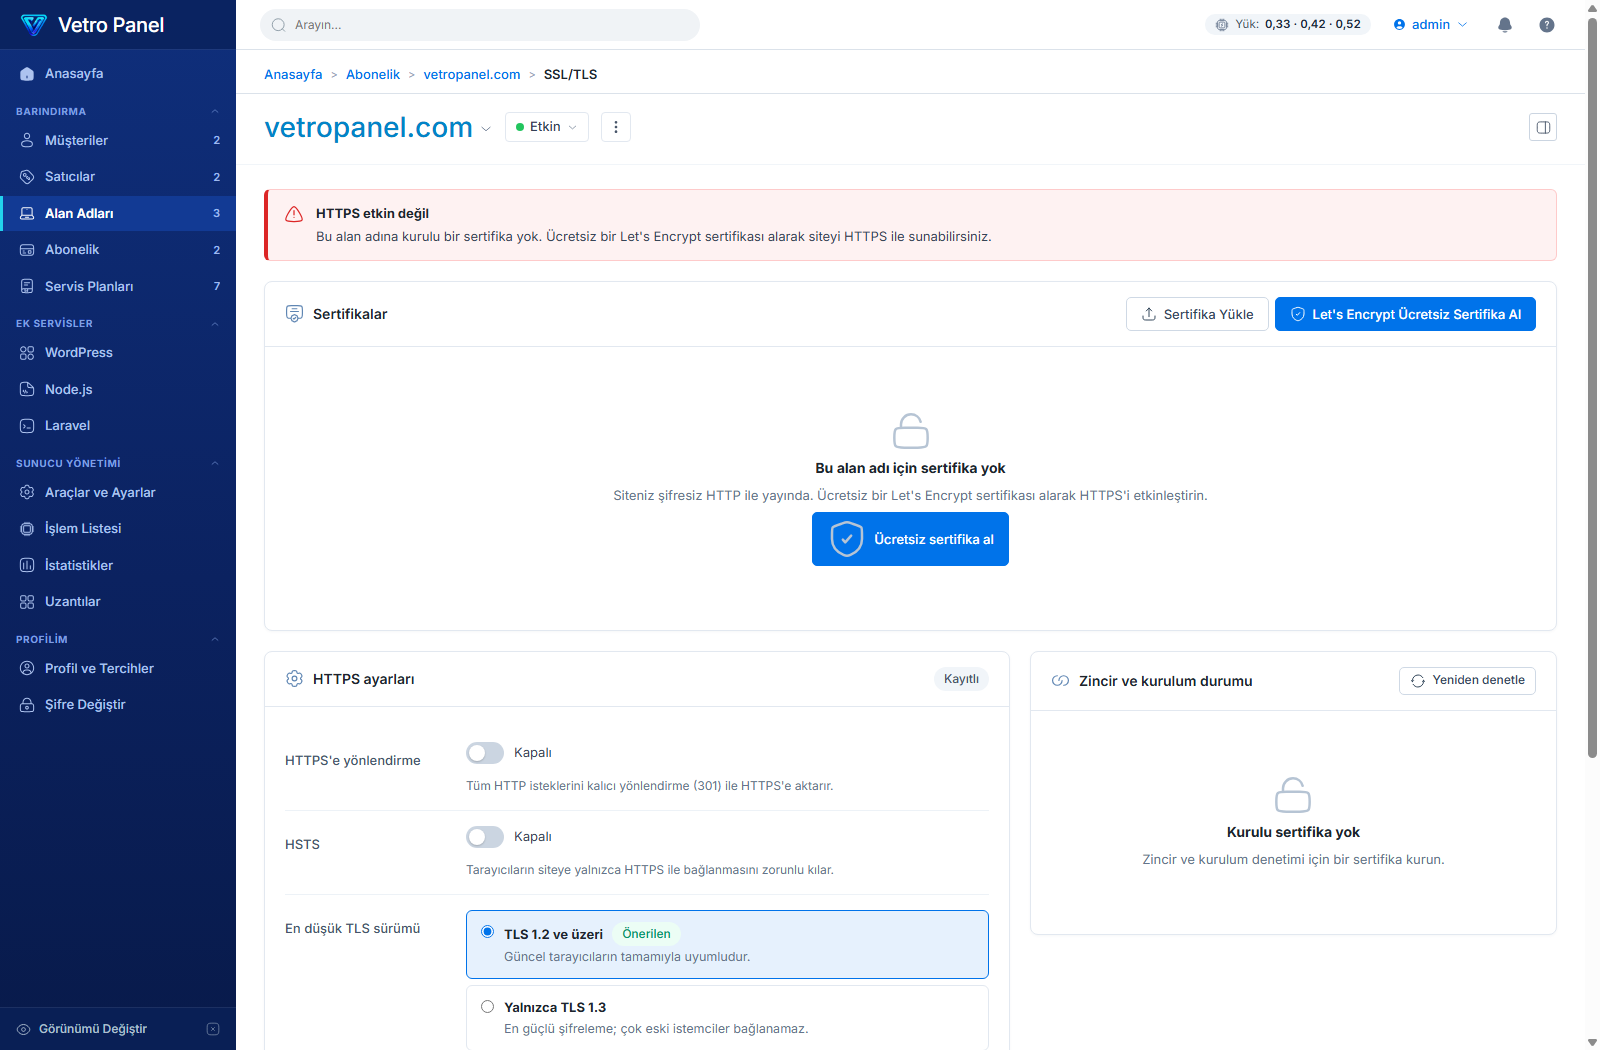 Vetro Panel
Arayın...
Yük: 0,33 · 0,42 · 0,52
admin
Anasayfa
BARINDIRMA
Müşteriler 2
Satıcılar 2
Alan Adları 3
Abonelik 2
Servis Planları 7
EK SERVİSLER
WordPress
Node.js
Laravel
SUNUCU YÖNETİMİ
Araçlar ve Ayarlar
İşlem Listesi
İstatistikler
Uzantılar
PROFİLİM
Profil ve Tercihler
Şifre Değiştir
Görünümü Değiştir
Anasayfa > Abonelik > vetropanel.com > SSL/TLS
vetropanel.com
Etkin
HTTPS etkin değil
Bu alan adına kurulu bir sertifika yok. Ücretsiz bir Let's Encrypt sertifikası alarak siteyi HTTPS ile sunabilirsiniz.
Sertifikalar
Sertifika Yükle
Let's Encrypt Ücretsiz Sertifika Al
Bu alan adı için sertifika yok
Siteniz şifresiz HTTP ile yayında. Ücretsiz bir Let's Encrypt sertifikası alarak HTTPS'i etkinleştirin.
Ücretsiz sertifika al
HTTPS ayarları
Kayıtlı
HTTPS'e yönlendirme
Kapalı
Tüm HTTP isteklerini kalıcı yönlendirme (301) ile HTTPS'e aktarır.
HSTS
Kapalı
Tarayıcıların siteye yalnızca HTTPS ile bağlanmasını zorunlu kılar.
En düşük TLS sürümü
TLS 1.2 ve üzeri Önerilen
Güncel tarayıcıların tamamıyla uyumludur.
Yalnızca TLS 1.3
En güçlü şifreleme; çok eski istemciler bağlanamaz.
Zincir ve kurulum durumu
Yeniden denetle
Kurulu sertifika yok
Zincir ve kurulum denetimi için bir sertifika kurun.